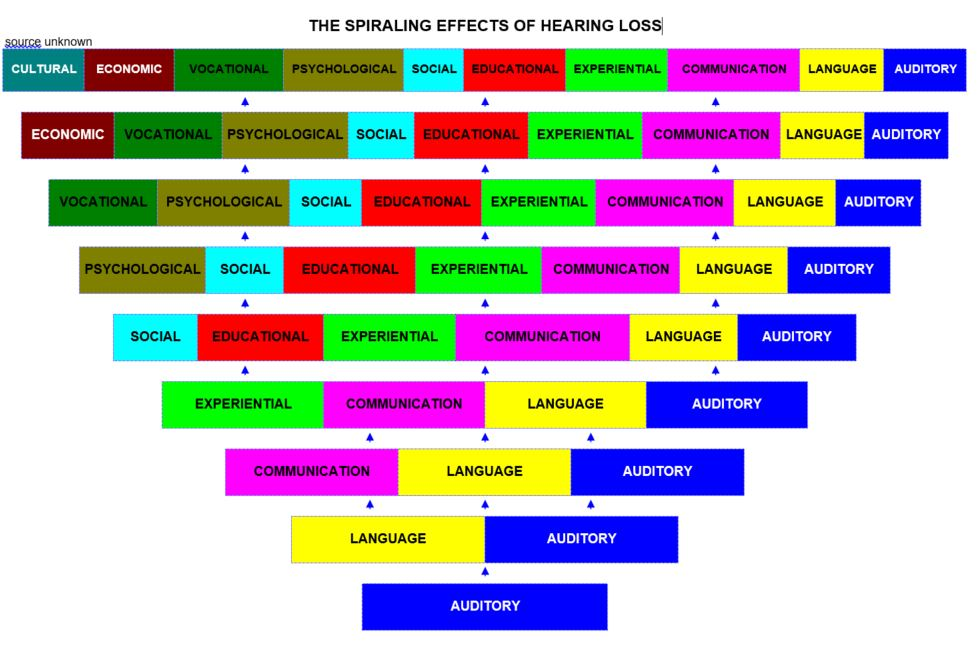 THE SPIRALING EFFECTS OF HEARING LOSS
source unknown
CULTURAL ECONOMIC VOCATIONAL PSYCHOLOGICAL SOCIAL EDUCATIONAL EXPERIENTIAL COMMUNICATION LANGUAGE AUDITORY
ECONOMIC VOCATIONAL PSYCHOLOGICAL SOCIAL EDUCATIONAL EXPERIENTIAL COMMUNICATION LANGUAGE AUDITORY
VOCATIONAL PSYCHOLOGICAL SOCIAL EDUCATIONAL EXPERIENTIAL COMMUNICATION LANGUAGE AUDITORY
PSYCHOLOGICAL SOCIAL EDUCATIONAL EXPERIENTIAL COMMUNICATION LANGUAGE AUDITORY
SOCIAL EDUCATIONAL EXPERIENTIAL COMMUNICATION LANGUAGE AUDITORY
EXPERIENTIAL COMMUNICATION LANGUAGE AUDITORY
COMMUNICATION LANGUAGE AUDITORY
LANGUAGE AUDITORY
AUDITORY